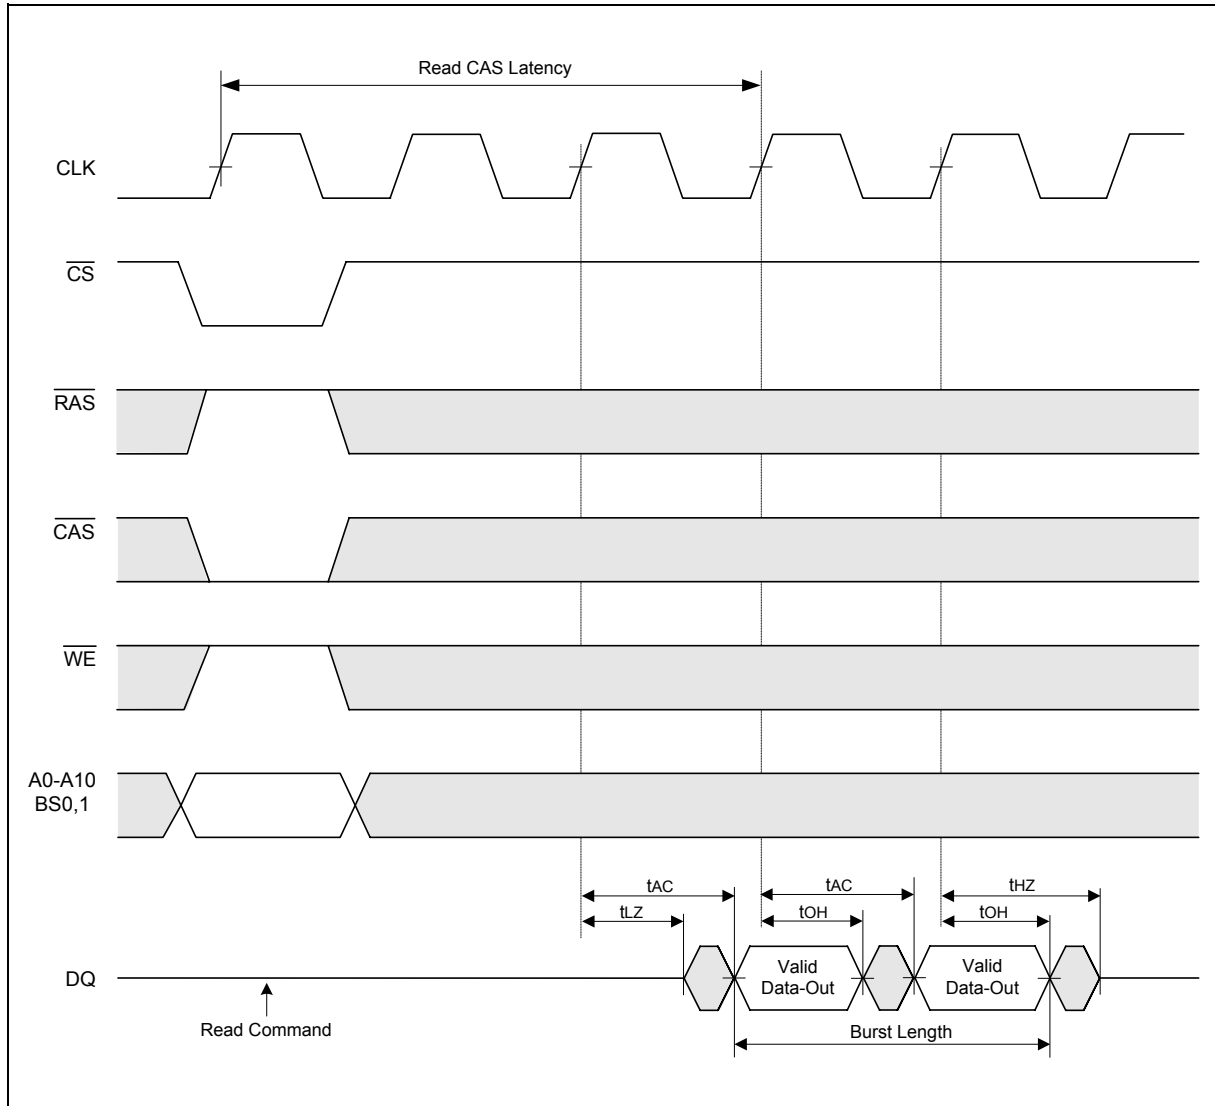 Read CAS Latency
CLK
CS
RAS
CAS
WE
A0-A10
BS0,1
tAC
tAC
tHZ
tLZ
tOH
tOH
DQ
Valid
Data-Out
Valid
Data-Out
Read Command
Burst Length